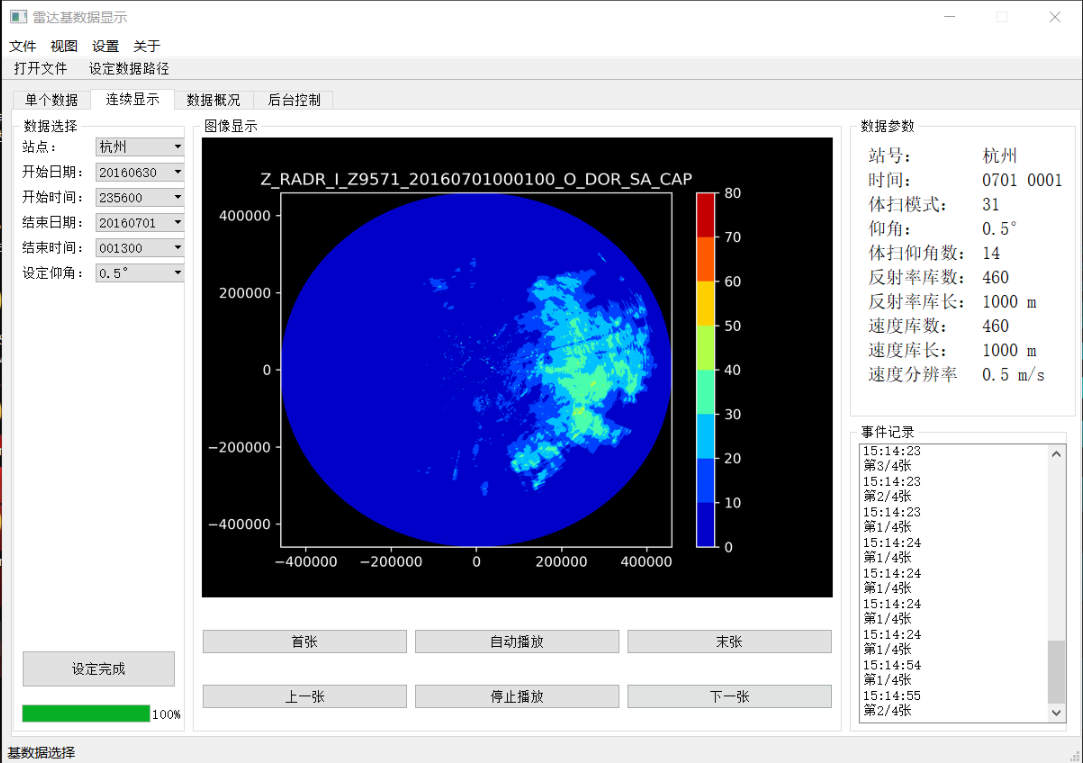 雷达基数据显示
文件 视图 设置 关于
打开文件 设定数据路径
单个数据 连续显示 数据概况 后台控制
数据选择
站点： 杭州
开始日期： 20160630
开始时间： 235600
结束日期： 20160701
结束时间： 001300
设定仰角： 0.5°
设定完成
100%
图像显示
Z_RADR_I_Z9571_20160701000100_O_DOR_SA_CAP
400000
200000
0
−200000
−400000
−400000 −200000 0 200000 400000
80
70
60
50
40
30
20
10
0
首张 自动播放 末张
上一张 停止播放 下一张
数据参数
站号： 杭州
时间： 0701 0001
体扫模式： 31
仰角： 0.5°
体扫仰角数： 14
反射率库数： 460
反射率库长： 1000 m
速度库数： 460
速度库长： 1000 m
速度分辨率 0.5 m/s
事件记录
15:14:23
第3/4张
15:14:23
第2/4张
15:14:23
第1/4张
15:14:24
第1/4张
15:14:24
第1/4张
15:14:24
第1/4张
15:14:24
第1/4张
15:14:54
第1/4张
15:14:55
第2/4张
基数据选择